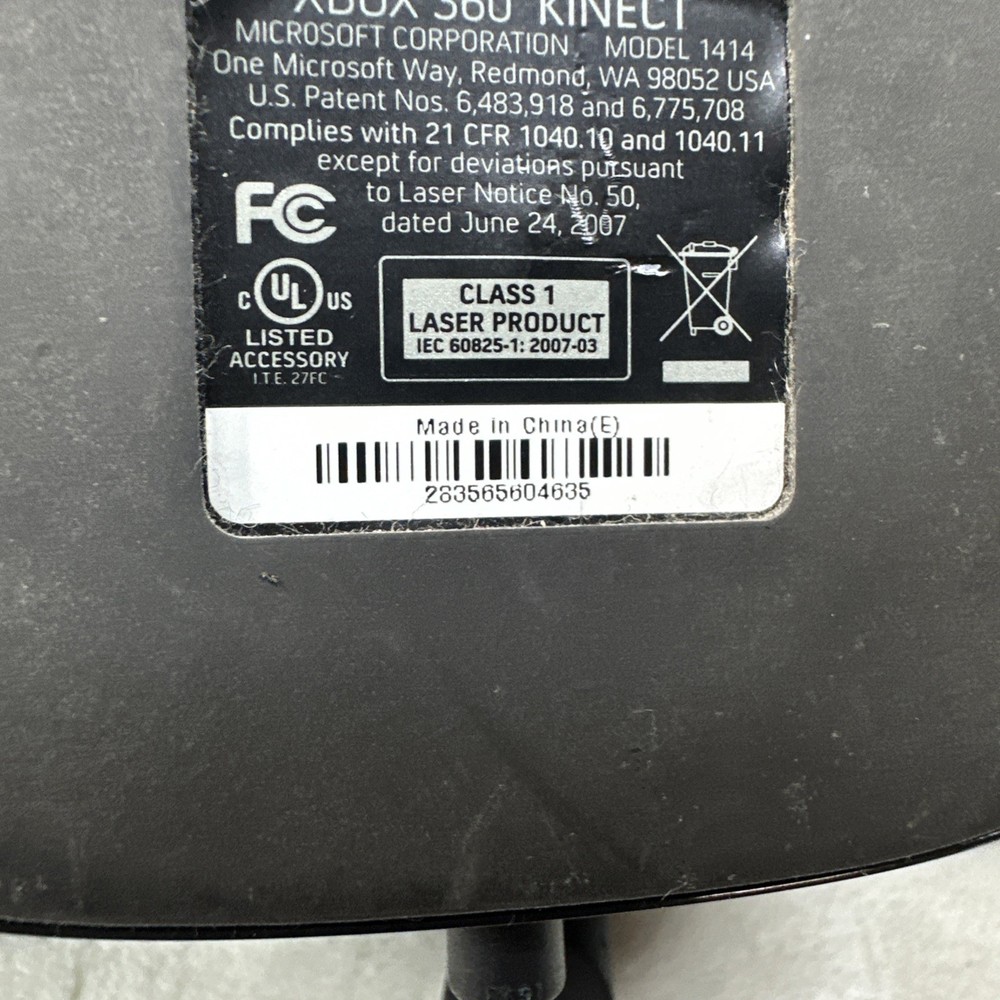 XBOX 360 KINECT
MICROSOFT CORPORATION MODEL 1414
One Microsoft Way, Redmond, WA 98052 USA
U.S. Patent Nos. 6,483,918 and 6,775,708
Complies with 21 CFR 1040.10 and 1040.11
except for deviations pursuant
to Laser Notice No. 50,
dated June 24, 2007
FC
C UL US
LISTED
ACCESSORY
I.T.E. 27FC
CLASS 1
LASER PRODUCT
IEC 60825-1: 2007-03
Made in China(E)
283565604635